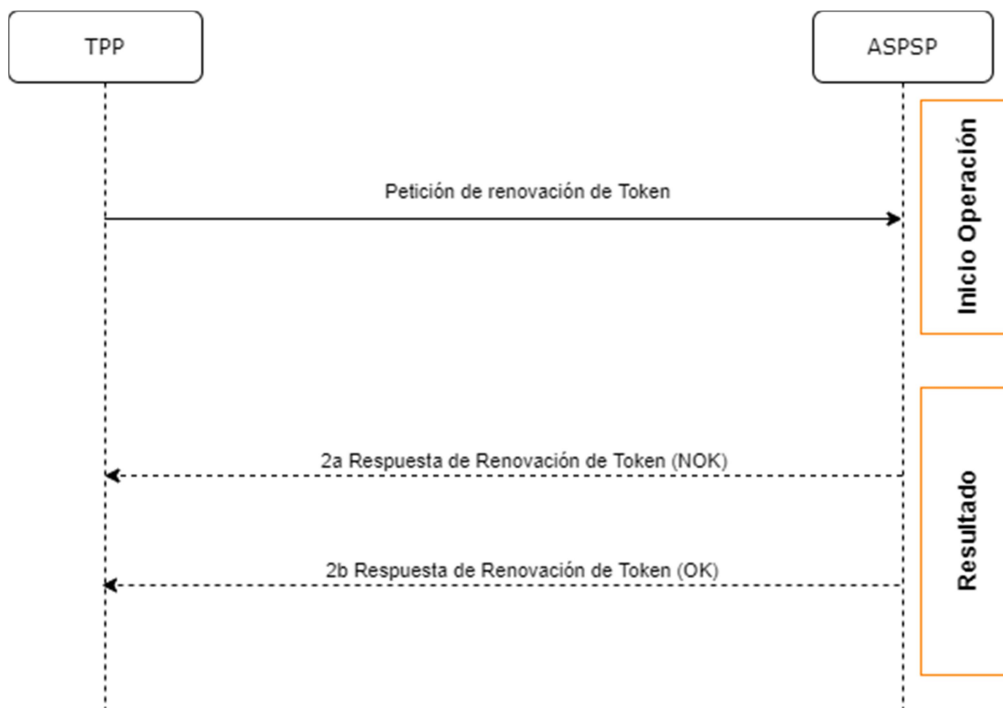 TPP
ASPSP
Inicio Operación
Petición de renovación de Token
2a Respuesta de Renovación de Token (NOK)
Resultado
2b Respuesta de Renovación de Token (OK)